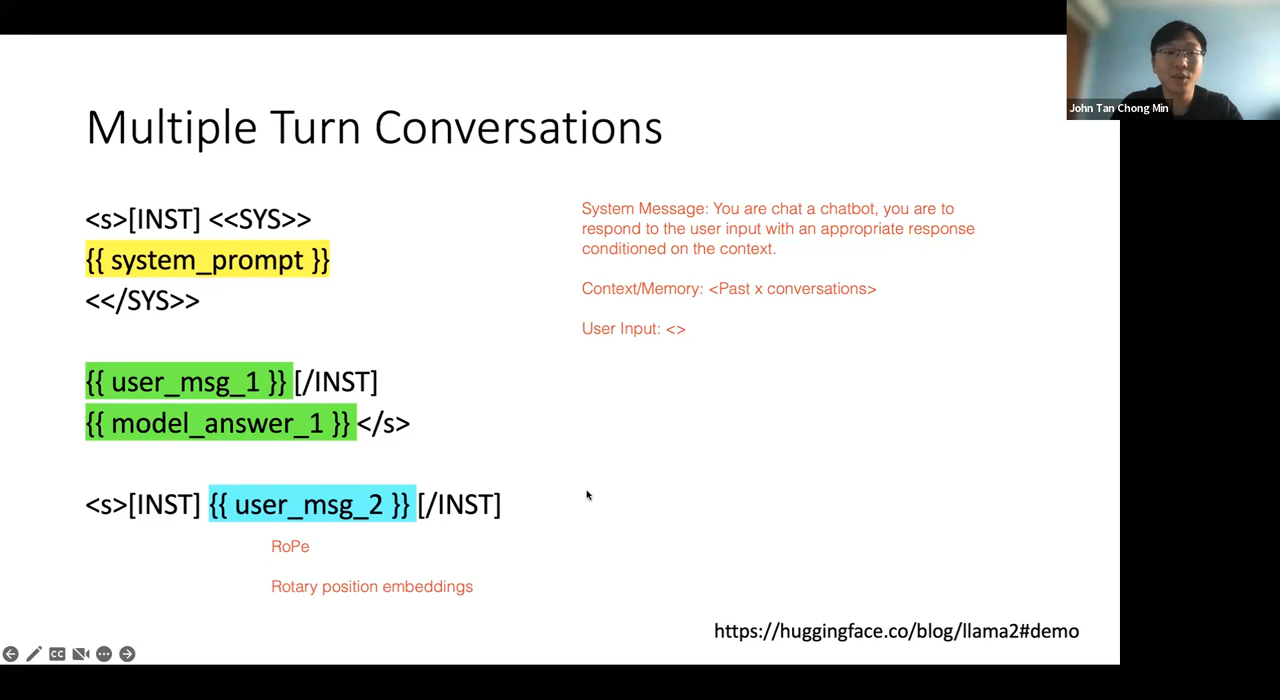 John Tan Chong Min
Multiple Turn Conversations
<s>[INST] <<SYS>>
{{ system_prompt }}
<</SYS>>
{{ user_msg_1 }} [/INST]
{{ model_answer_1 }} </s>
<s>[INST] {{ user_msg_2 }} [/INST]
RoPe
Rotary position embeddings
System Message: You are chat a chatbot, you are to
respond to the user input with an appropriate response
conditioned on the context.
Context/Memory: <Past x conversations>
User Input: <>
https://huggingface.co/blog/llama2#demo
CC